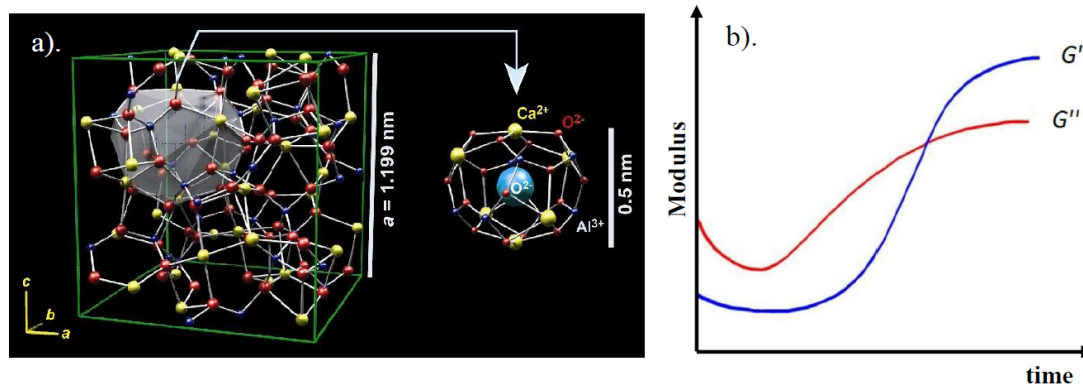 a).
a = 1.199 nm
c
b
a
Ca²⁺
O²⁻
O²⁻
Al³⁺
0.5 nm
b).
Modulus
G'
G''
time